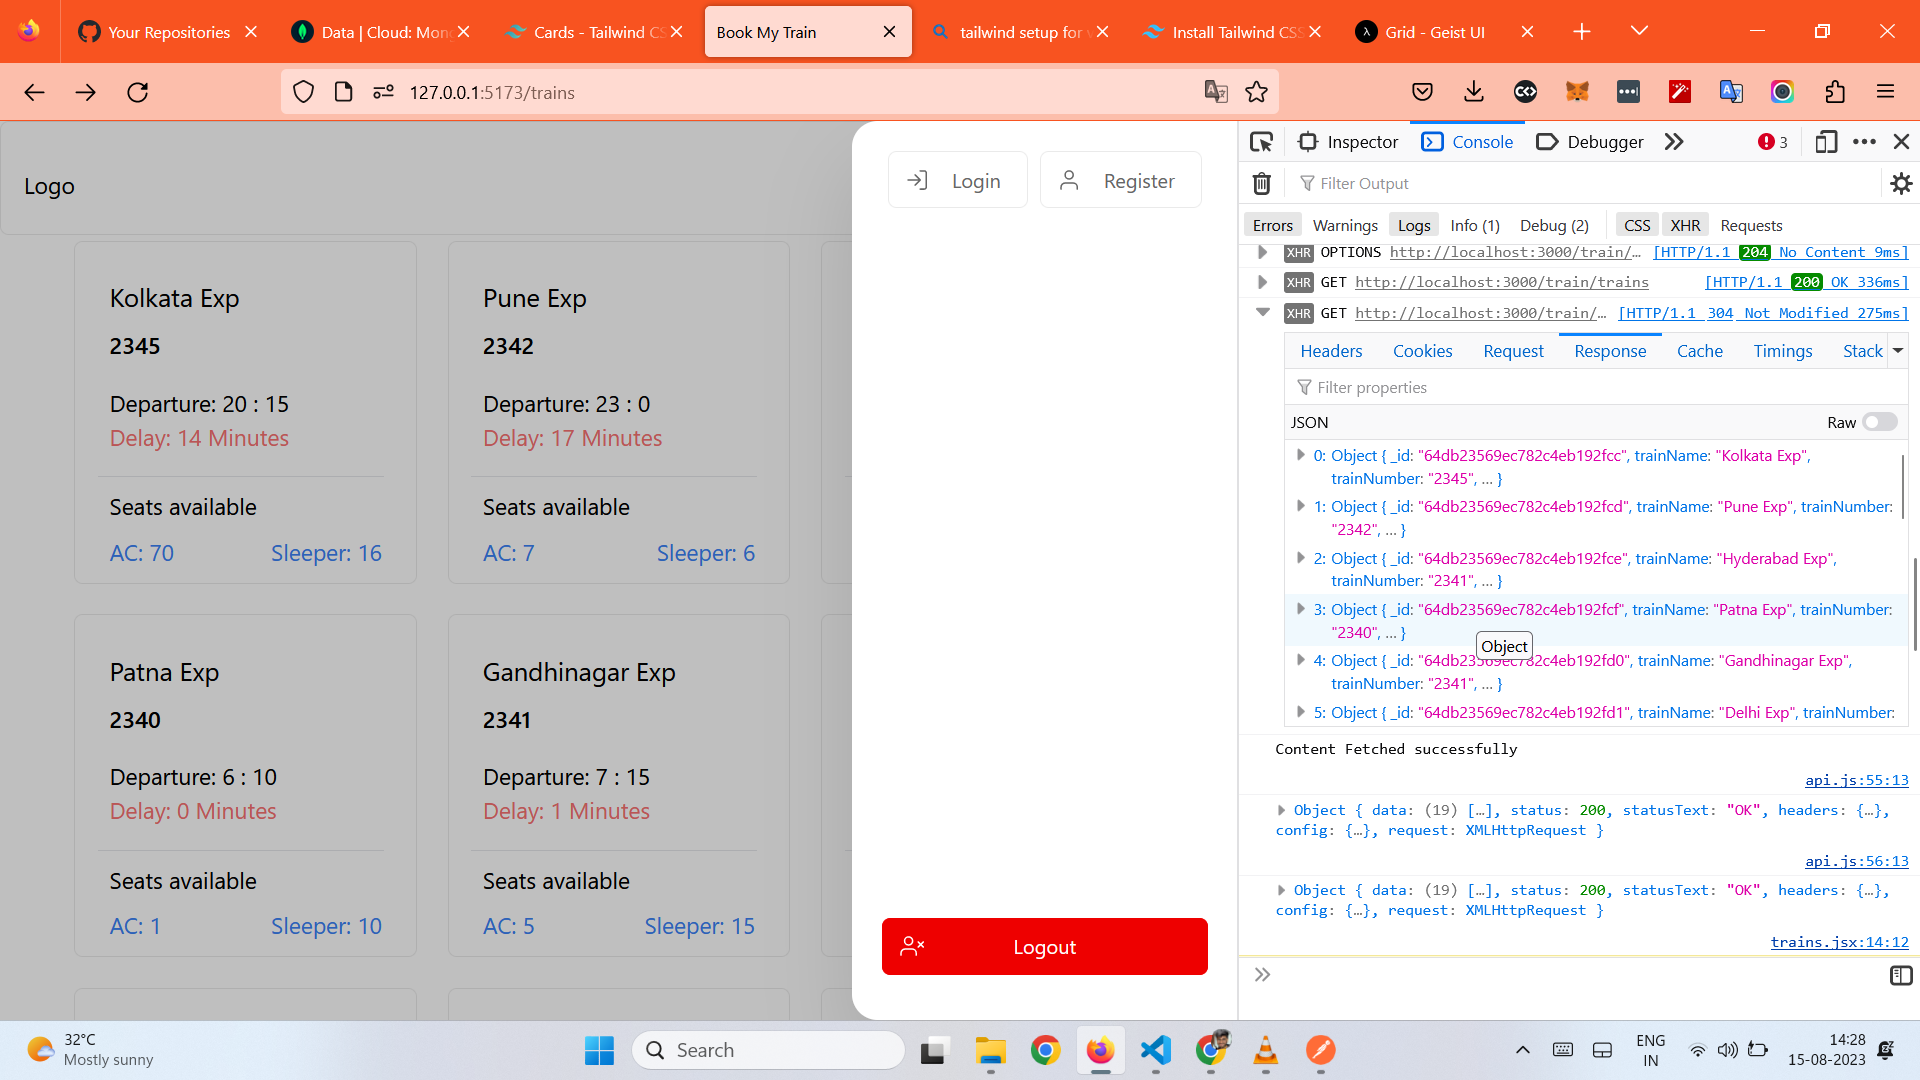 Your Repositories
Data | Cloud: Mon
Cards - Tailwind CS
Book My Train
tailwind setup for v
Install Tailwind CSS
Grid - Geist UI
127.0.0.1:5173/trains
Logo
Login
Register
Kolkata Exp
2345
Departure: 20 : 15
Delay: 14 Minutes
Seats available
AC: 70
Sleeper: 16
Pune Exp
2342
Departure: 23 : 0
Delay: 17 Minutes
Seats available
AC: 7
Sleeper: 6
Patna Exp
2340
Departure: 6 : 10
Delay: 0 Minutes
Seats available
AC: 1
Sleeper: 10
Gandhinagar Exp
2341
Departure: 7 : 15
Delay: 1 Minutes
Seats available
AC: 5
Sleeper: 15
Logout
Inspector
Console
Debugger
3
Filter Output
Errors Warnings Logs Info (1) Debug (2) CSS XHR Requests
XHR OPTIONS http://localhost:3000/train/… [HTTP/1.1 204 No Content 9ms]
XHR GET http://localhost:3000/train/trains [HTTP/1.1 200 OK 336ms]
XHR GET http://localhost:3000/train/… [HTTP/1.1 304 Not Modified 275ms]
Headers Cookies Request Response Cache Timings Stack
Filter properties
JSON
Raw
0: Object { _id: "64db23569ec782c4eb192fcc", trainName: "Kolkata Exp",
trainNumber: "2345", … }
1: Object { _id: "64db23569ec782c4eb192fcd", trainName: "Pune Exp", trainNumber:
"2342", … }
2: Object { _id: "64db23569ec782c4eb192fce", trainName: "Hyderabad Exp",
trainNumber: "2341", … }
3: Object { _id: "64db23569ec782c4eb192fcf", trainName: "Patna Exp", trainNumber:
"2340", … }
Object
4: Object { _id: "64db23569ec782c4eb192fd0", trainName: "Gandhinagar Exp",
trainNumber: "2341", … }
5: Object { _id: "64db23569ec782c4eb192fd1", trainName: "Delhi Exp", trainNumber:
Content Fetched successfully
api.js:55:13
Object { data: (19) […], status: 200, statusText: "OK", headers: {…},
config: {…}, request: XMLHttpRequest }
api.js:56:13
Object { data: (19) […], status: 200, statusText: "OK", headers: {…},
config: {…}, request: XMLHttpRequest }
trains.jsx:14:12
32°C
Mostly sunny
Search
ENG
IN
14:28
15-08-2023